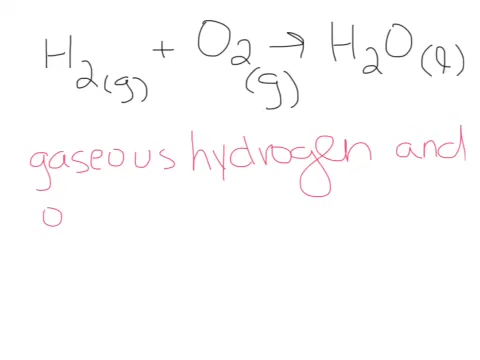 H₂(g) + O₂(g) → H₂O(l)
gaseous hydrogen and
o